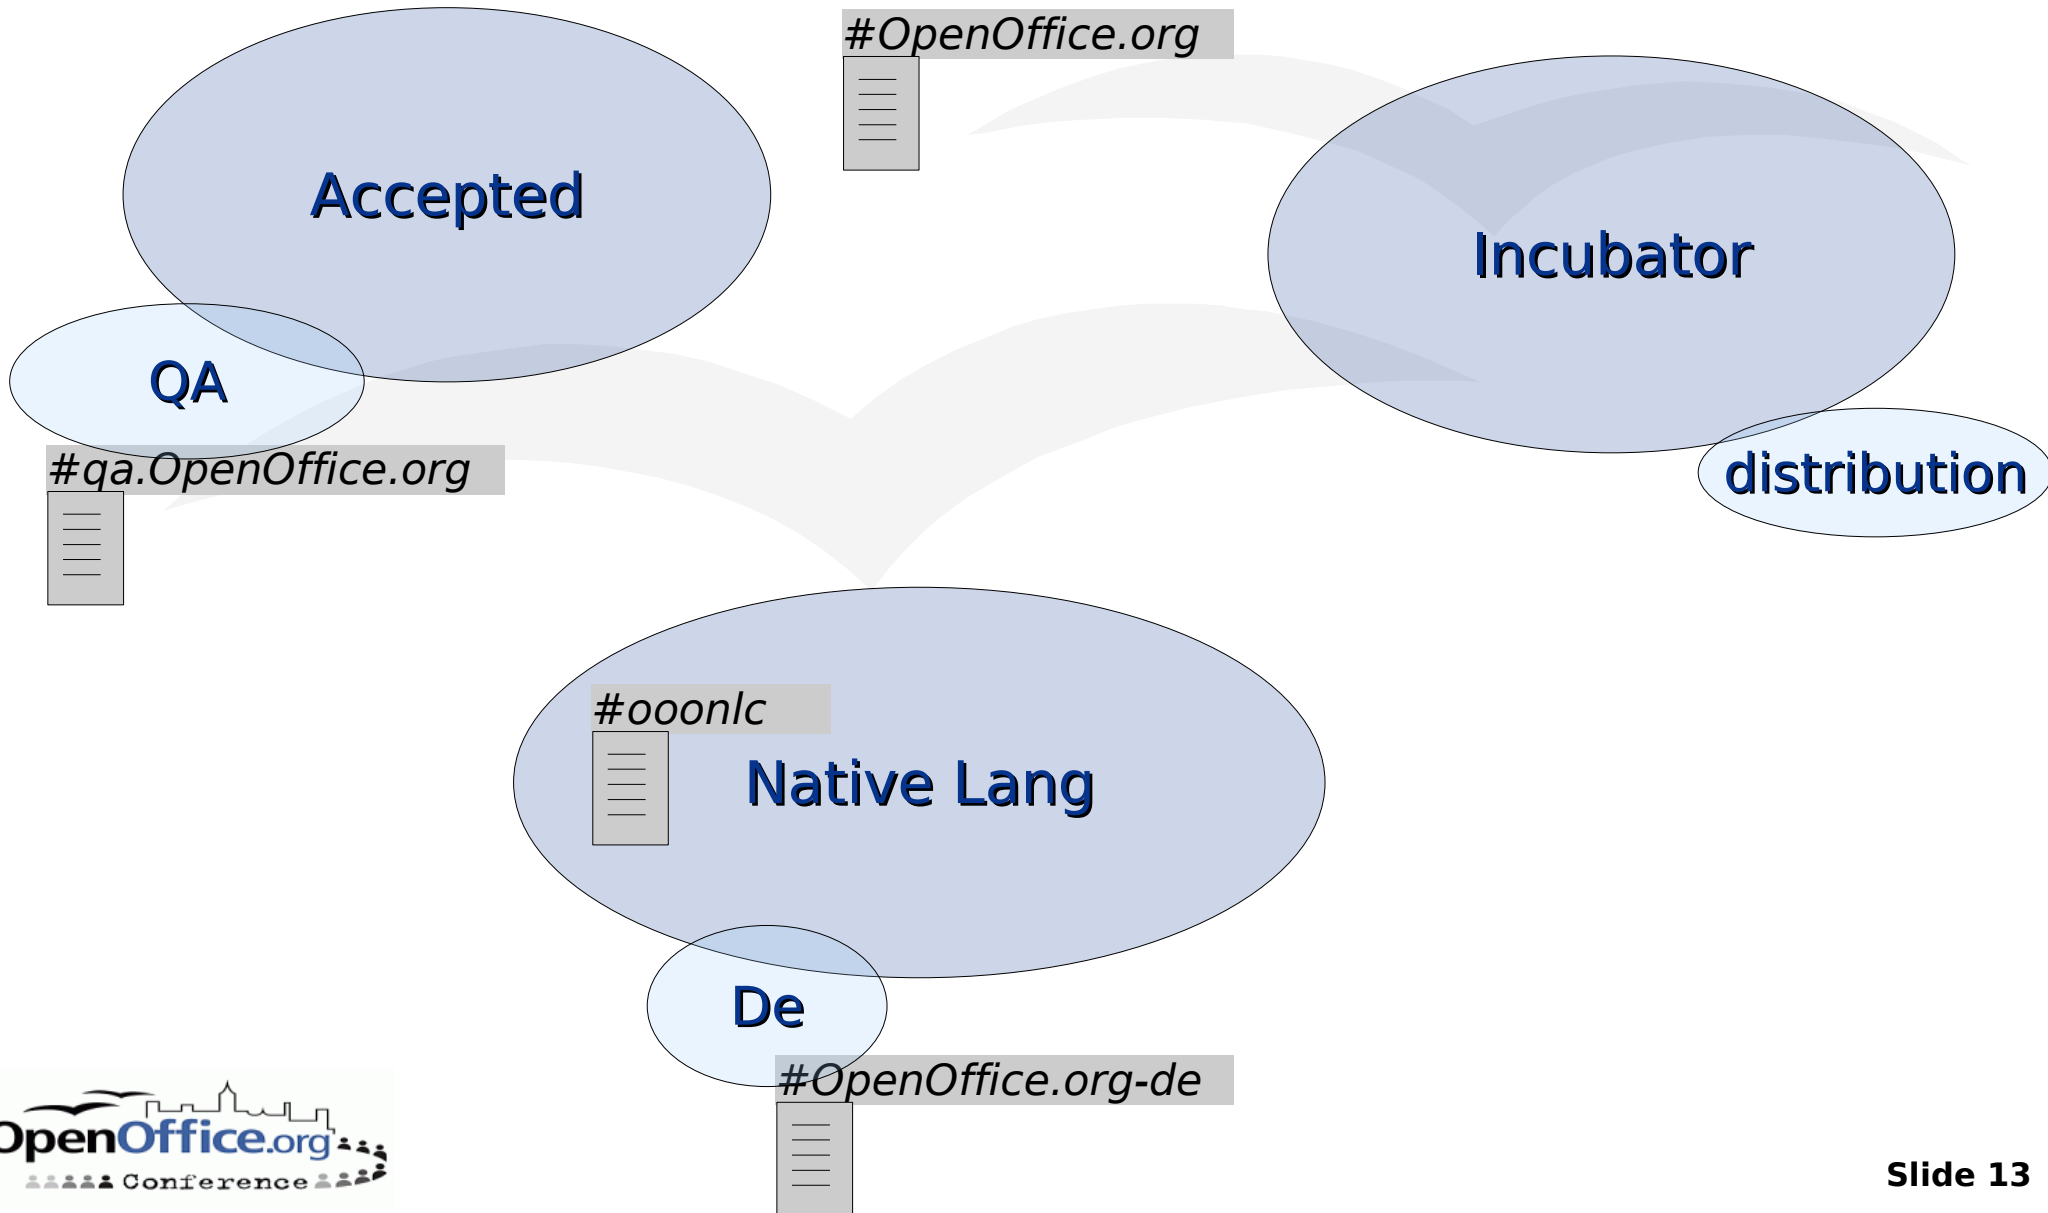 #OpenOffice.org
Accepted
Incubator
QA
#qa.OpenOffice.org
distribution
#ooonlc
Native Lang
De
#OpenOffice.org-de
OpenOffice.org
Conference
Slide 13